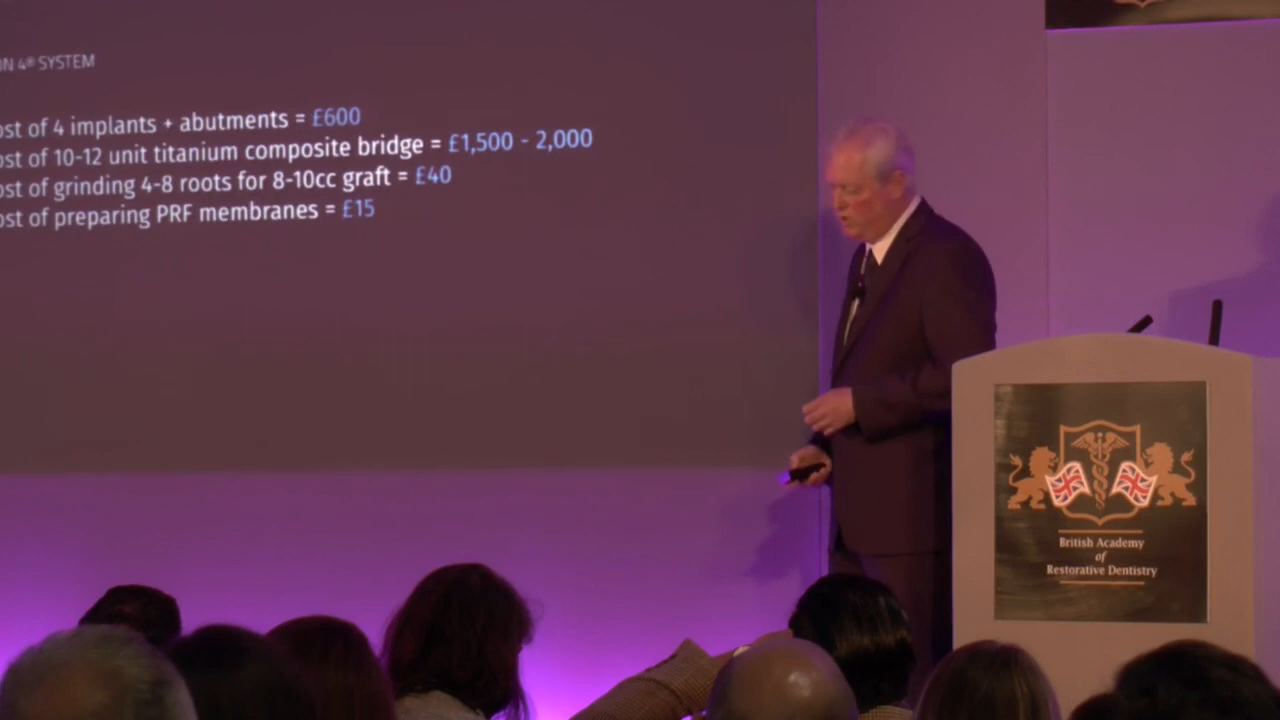 ON 4® SYSTEM
ost of 4 implants + abutments = £600
ost of 10-12 unit titanium composite bridge = £1,500 - 2,000
ost of grinding 4-8 roots for 8-10cc graft = £40
ost of preparing PRF membranes = £15
British Academy
of
Restorative Dentistry